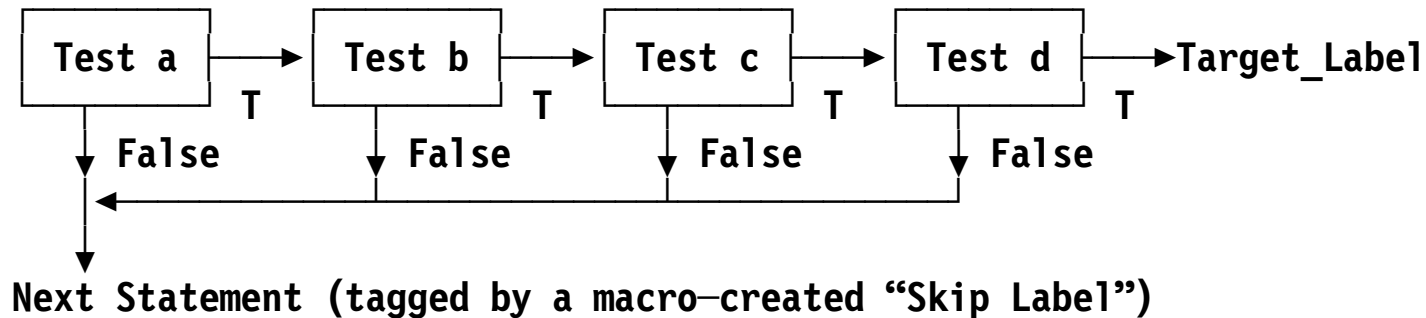 Test a Test b Test c Test d Target_Label
T T T T
False False False False
Next Statement (tagged by a macro-created “Skip Label”)